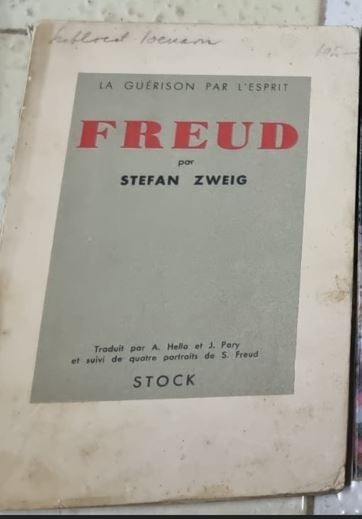 195-
LA GUÉRISON PAR L'ESPRIT
FREUD
par
STEFAN ZWEIG
Traduit par A. Hella et J. Pary
et suivi de quatre portraits de S. Freud
STOCK